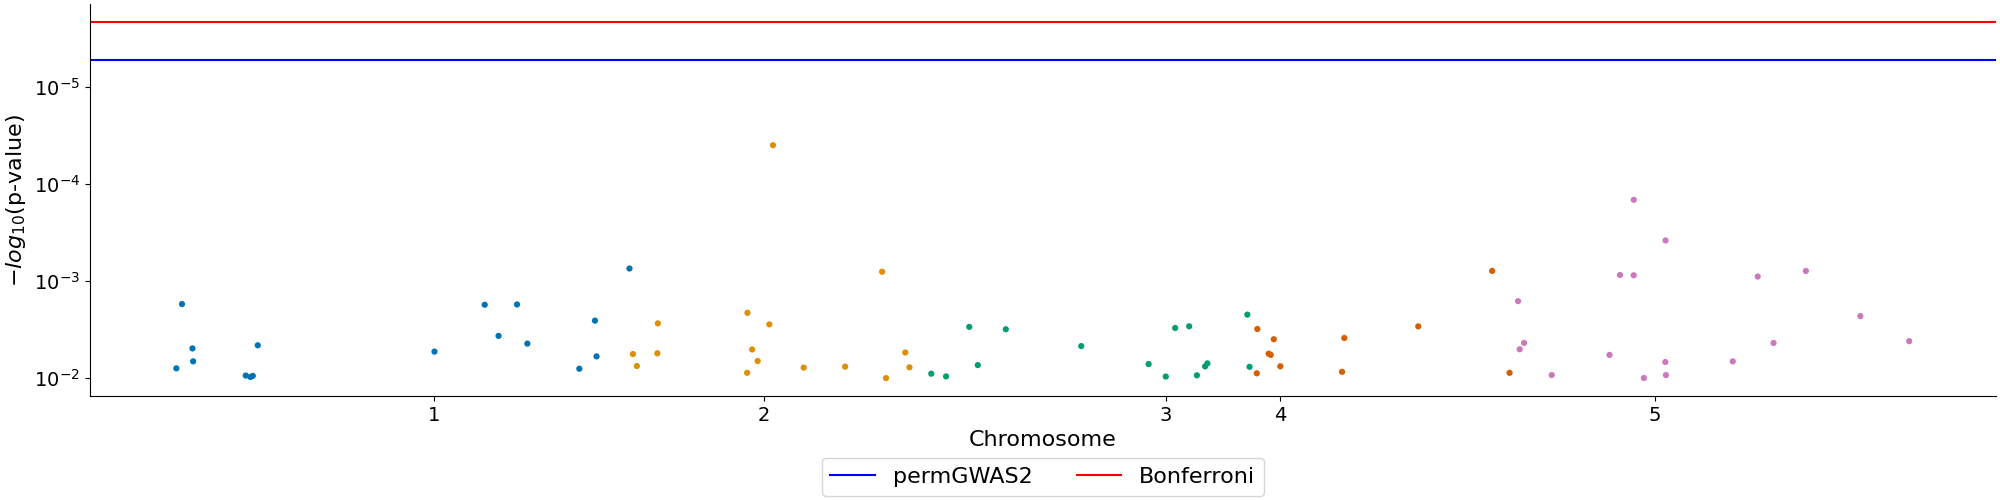 10⁻⁵
10⁻⁴
10⁻³
10⁻²
−log₁₀(p-value)
1 2 3 4 5
Chromosome
permGWAS2 Bonferroni